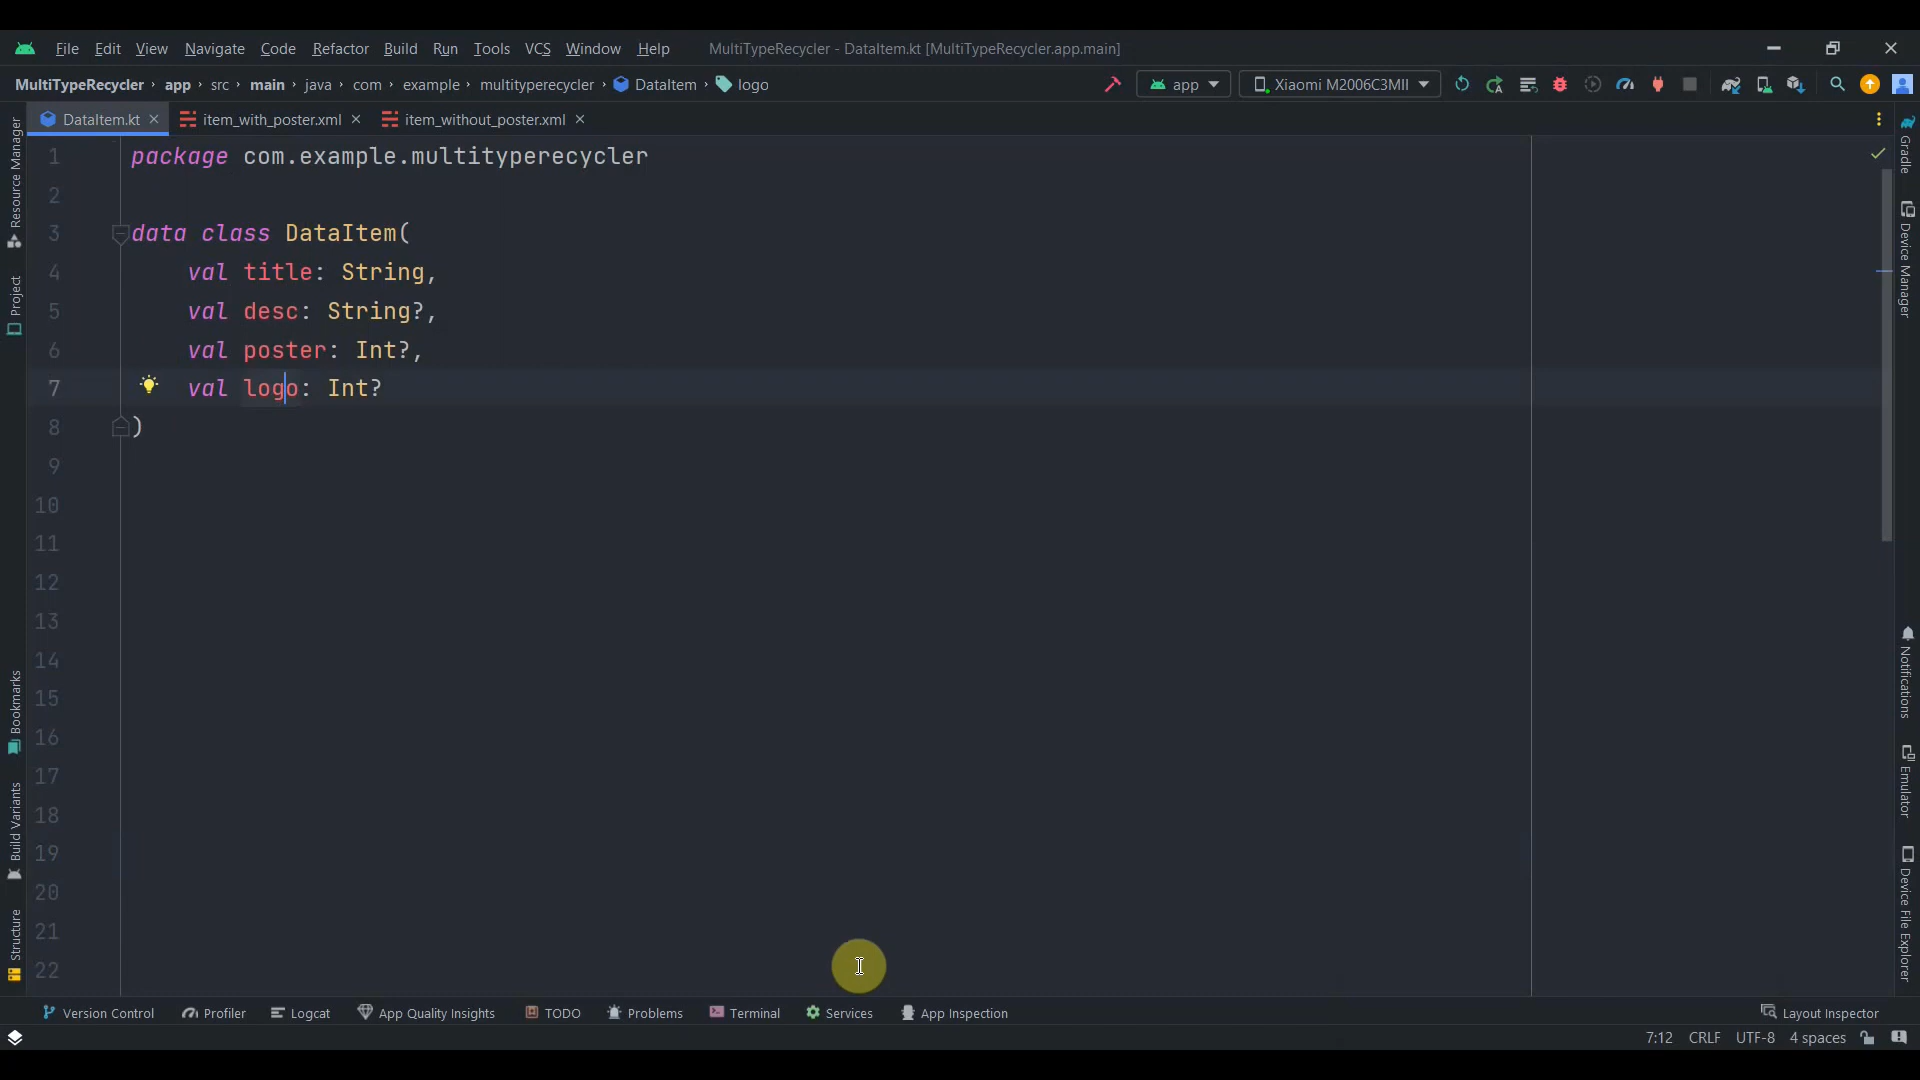 File Edit View Navigate Code Refactor Build Run Tools VCS Window Help MultiTypeRecycler - DataItem.kt [MultiTypeRecycler.app.main]
MultiTypeRecycler app src main java com example multityperecycler DataItem logo app Xiaomi M2006C3MII
DataItem.kt item_with_poster.xml item_without_poster.xml
Resource Manager
Project
Bookmarks
Build Variants
Structure
1 package com.example.multityperecycler
2
3 data class DataItem(
4 val title: String,
5 val desc: String?,
6 val poster: Int?,
7 val logo: Int?
8 )
9
10
11
12
13
14
15
16
17
18
19
20
21
22
Gradle
Device Manager
Notifications
Emulator
Device File Explorer
Version Control Profiler Logcat App Quality Insights TODO Problems Terminal Services App Inspection Layout Inspector
7:12 CRLF UTF-8 4 spaces